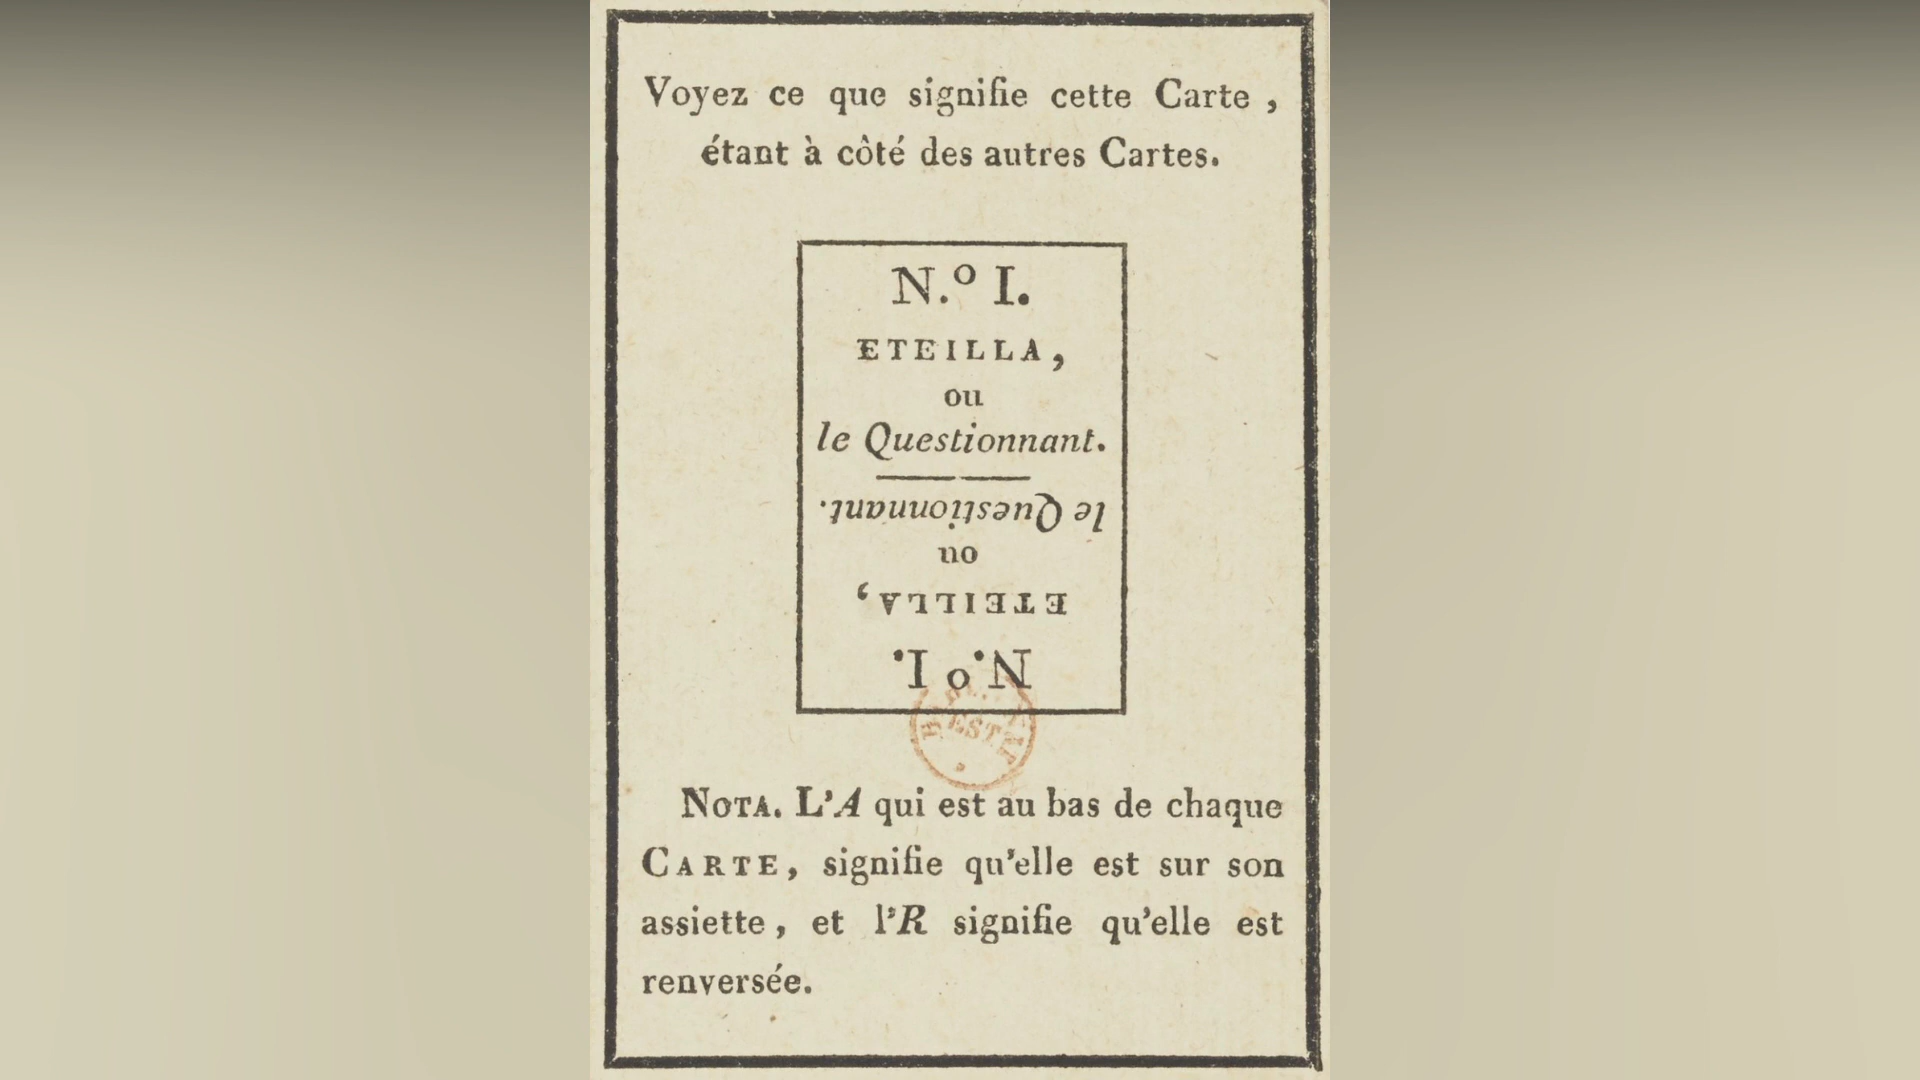 Voyez ce que signifie cette Carte,
étant à côté des autres Cartes.
N.º I.
ETEILLA,
ou
le Questionnant.
le Questionnant.
ou
ETEILLA,
N.º I.
EST
NOTA. L'A qui est au bas de chaque
CARTE, signifie qu'elle est sur son
assiette, et l'R signifie qu'elle est
renversée.